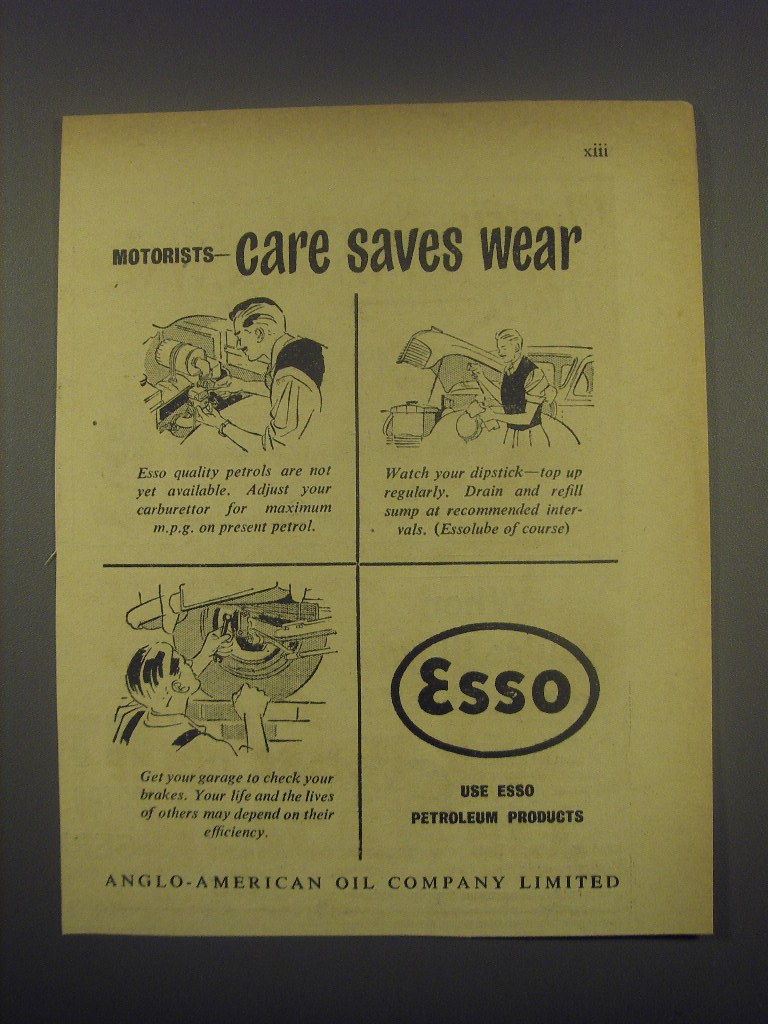 xiii
MOTORISTS—care saves wear
Esso quality petrols are not
yet available. Adjust your
carburettor for maximum
m.p.g. on present petrol.
Watch your dipstick—top up
regularly. Drain and refill
sump at recommended inter-
vals. (Essolube of course)
Get your garage to check your
brakes. Your life and the lives
of others may depend on their
efficiency.
Esso
USE ESSO
PETROLEUM PRODUCTS
ANGLO-AMERICAN OIL COMPANY LIMITED